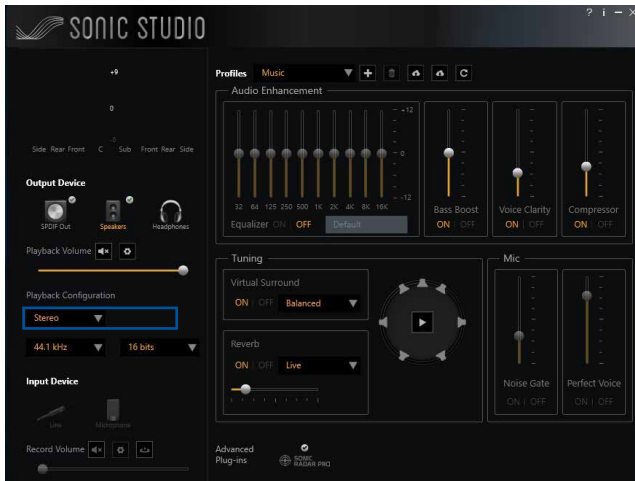 SONIC STUDIO
? i
+9
0
-0
Side Rear Front C Sub Front Rear Side
Output Device
SPDIF Out Speakers Headphones
Playback Volume
Playback Configuration
Stereo
44.1 kHz 16 bits
Input Device
Line Microphone
Record Volume
Profiles Music
Audio Enhancement
+12
0
-12
32 64 125 250 500 1K 2K 4K 8K 16K
Equalizer ON | OFF Default
Bass Boost Voice Clarity Compressor
ON | OFF ON | OFF ON | OFF
Tuning
Virtual Surround
ON | OFF Balanced
Reverb
ON | OFF Live
Mic
Noise Gate Perfect Voice
ON | OFF ON | OFF
Advanced
Plug-ins
SONIC
RADAR PRO